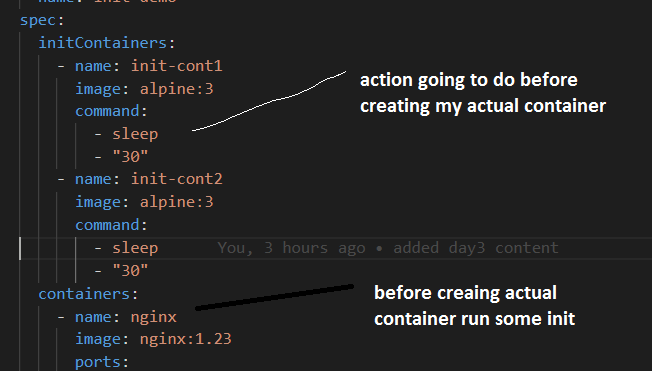 name: init-demo
spec:
initContainers:
- name: init-cont1
image: alpine:3
command:
- sleep
- "30"
- name: init-cont2
image: alpine:3
command:
- sleep You, 3 hours ago • added day3 content
- "30"
containers:
- name: nginx
image: nginx:1.23
ports:
action going to do before
creating my actual container
before creaing actual
container run some init